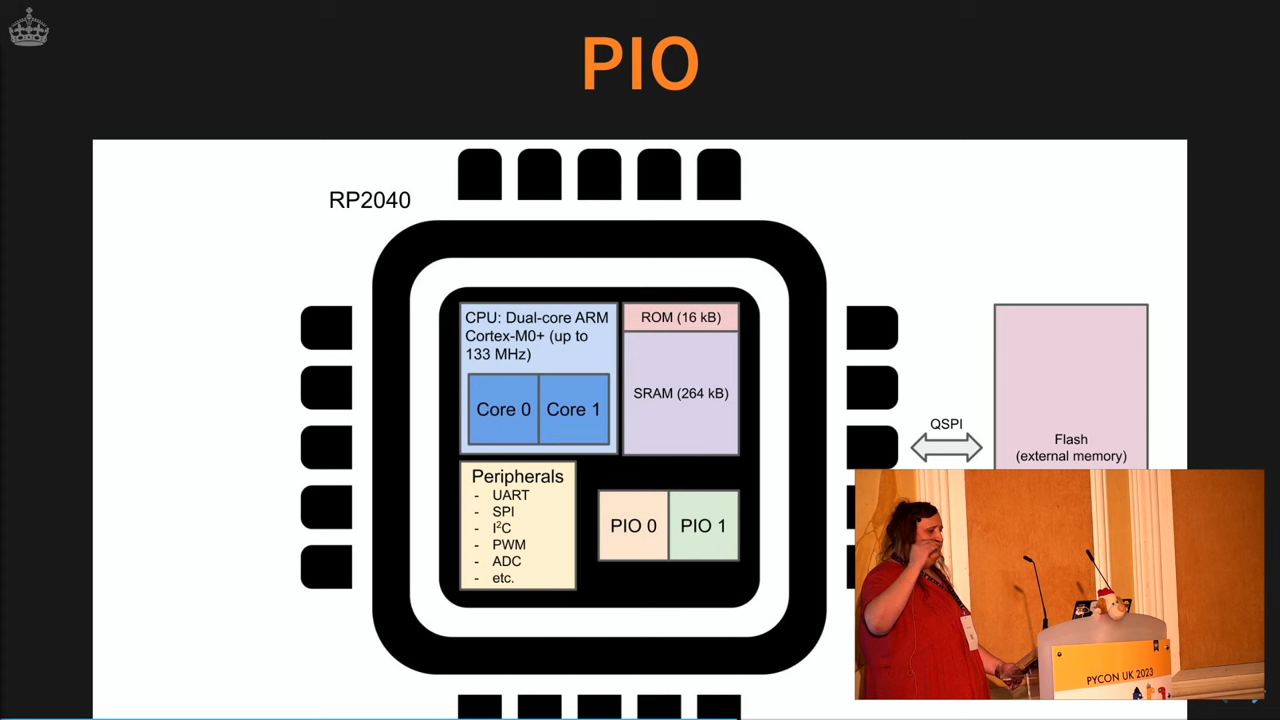 PIO
RP2040
CPU: Dual-core ARM
Cortex-M0+ (up to
133 MHz)
Core 0
Core 1
ROM (16 kB)
SRAM (264 kB)
Peripherals
- UART
- SPI
- I²C
- PWM
- ADC
- etc.
PIO 0
PIO 1
QSPI
Flash
(external memory)
PYCON UK 2023